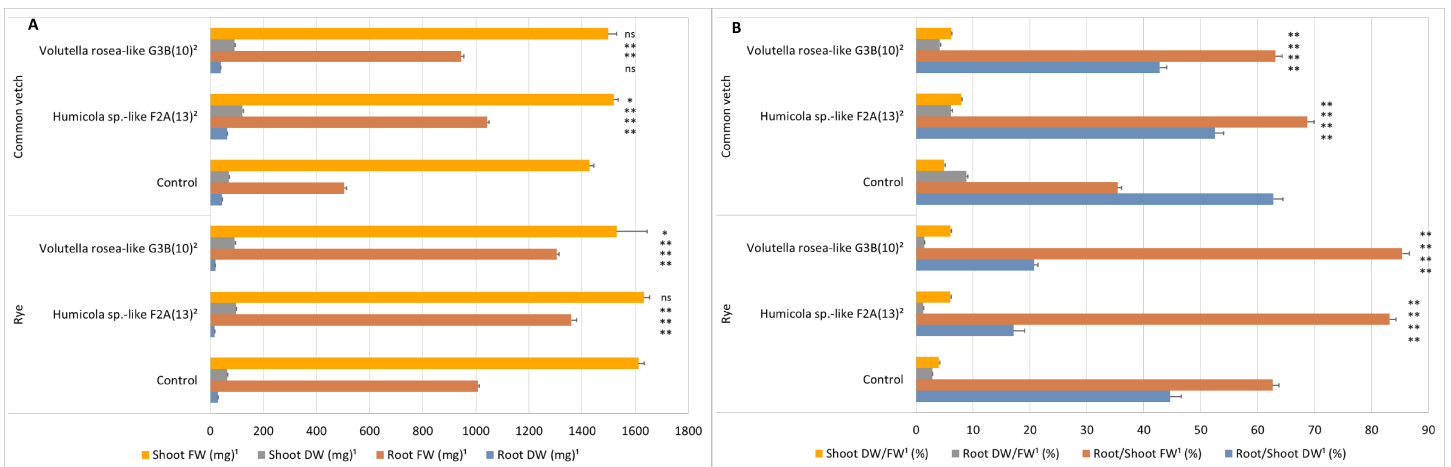 A
Common vetch
Volutella rosea-like G3B(10)²
ns
**
**
ns
Humicola sp.-like F2A(13)²
*
**
**
**
Control
Rye
Volutella rosea-like G3B(10)²
*
**
**
**
Humicola sp.-like F2A(13)²
ns
**
**
**
Control
0 200 400 600 800 1000 1200 1400 1600 1800
Shoot FW (mg)¹ Shoot DW (mg)¹ Root FW (mg)¹ Root DW (mg)¹
B
Common vetch
Volutella rosea-like G3B(10)²
**
**
**
**
Humicola sp.-like F2A(13)²
**
**
**
**
Control
Rye
Volutella rosea-like G3B(10)²
**
**
**
**
Humicola sp.-like F2A(13)²
**
**
**
**
Control
0 10 20 30 40 50 60 70 80 90
Shoot DW/FW¹ (%) Root DW/FW¹ (%) Root/Shoot FW¹ (%) Root/Shoot DW¹ (%)